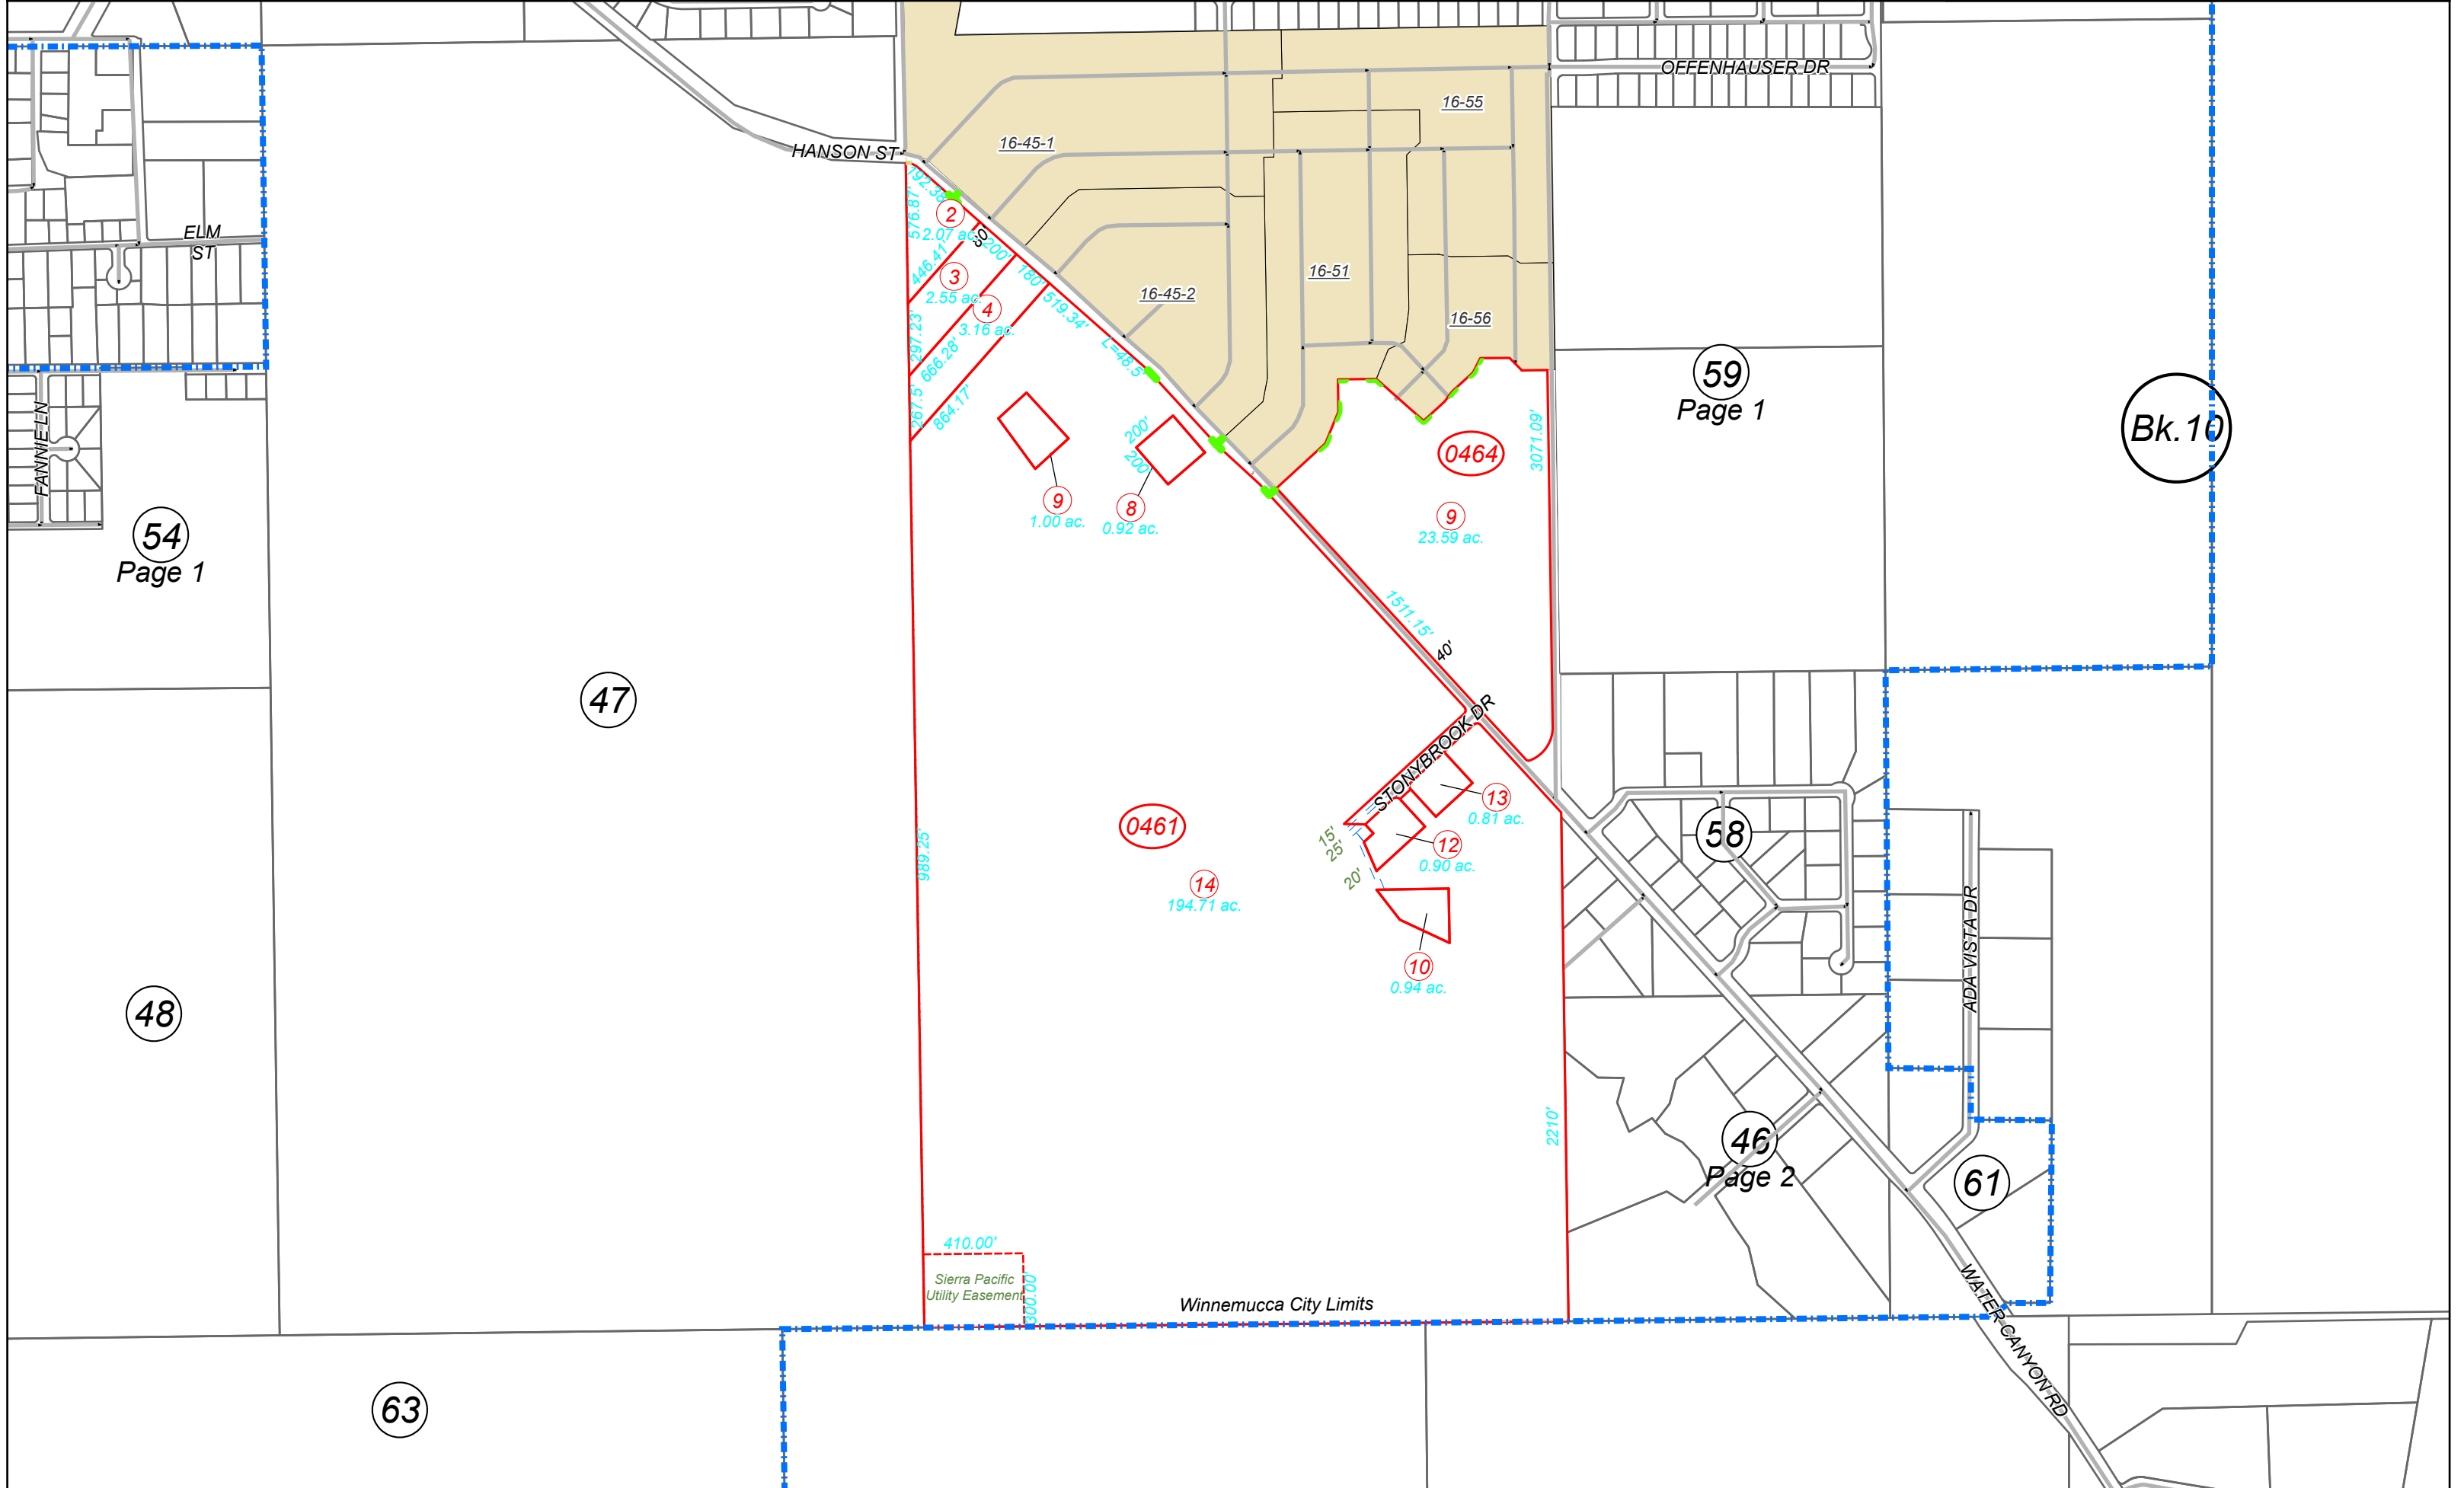 OFFENHAUSER DR
16-55
16-45-1
HANSON ST
792.38'
576.87'
2
2.07 ac.
ELM
ST
80'
200'
446.41'
3
2.55 ac.
180'
16-51
16-45-2
519.34'
4
3.16 ac.
297.23'
16-56
L=48.5'
666.28'
267.5'
864.17'
59
Page 1
Bk.10
FANNIE LN
200'
200'
3071.09'
0464
9
1.00 ac.
8
0.92 ac.
9
23.59 ac.
54
Page 1
1511.15'
40'
47
STONYBROOK DR
13
0.81 ac.
0461
15'
25'
20'
12
0.90 ac.
58
989.25'
14
194.71 ac.
ADA VISTA DR
10
0.94 ac.
48
2210'
46
Page 2
61
410.00'
Sierra Pacific
Utility Easement
300.00'
Winnemucca City Limits
WATER CANYON RD
63